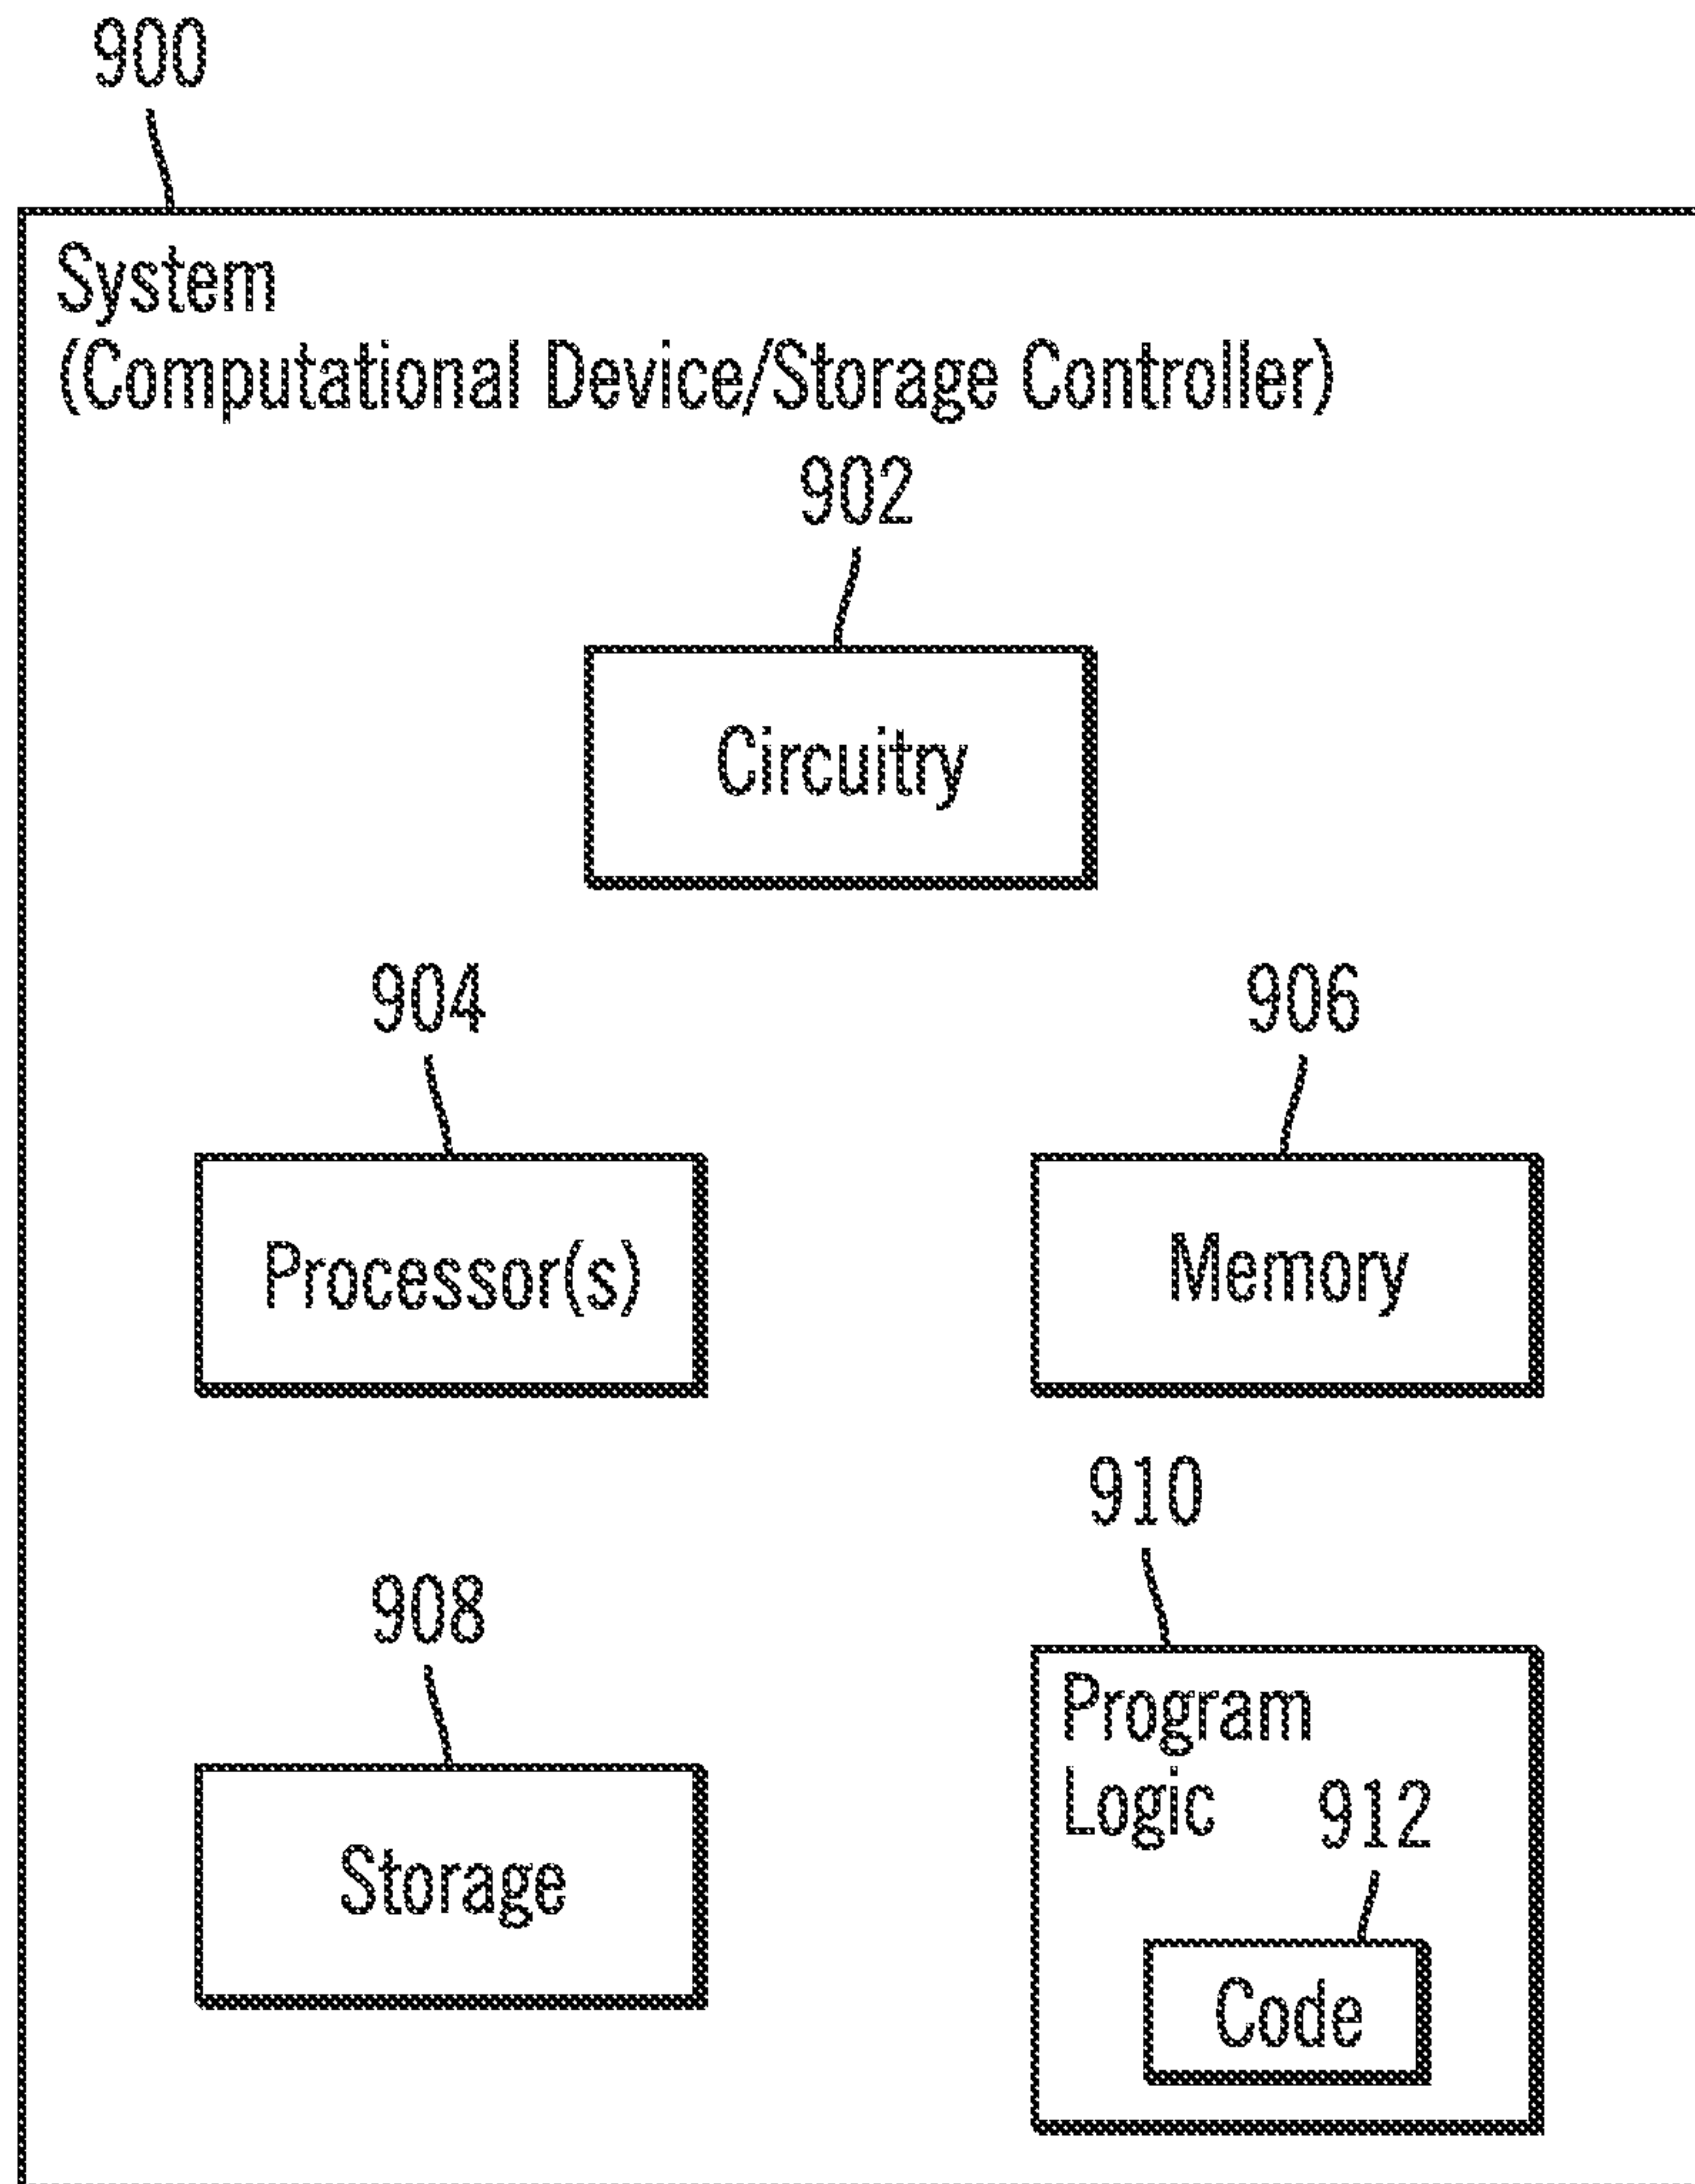 900
System
(Computational Device/Storage Controller)
902
Circuitry
904
906
Processor(s)
Memory
910
908
Program
Logic
912
Storage
Code